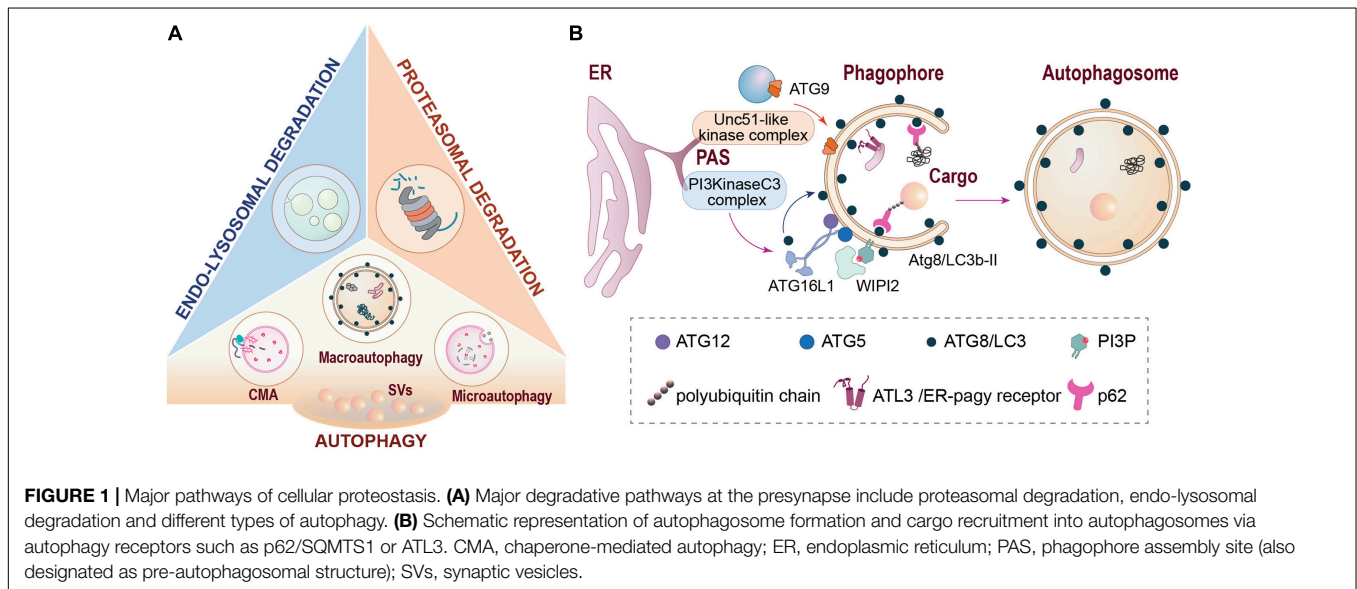 A
ENDO-LYSOSOMAL DEGRADATION
PROTEASOMAL DEGRADATION
Macroautophagy
CMA
SVs
Microautophagy
AUTOPHAGY
B
ER
ATG9
Phagophore
Autophagosome
Unc51-like
kinase complex
PAS
PI3KinaseC3
complex
Cargo
Atg8/LC3b-II
ATG16L1
WIPI2
ATG12
ATG5
ATG8/LC3
PI3P
polyubiquitin chain
ATL3 /ER-pagy receptor
p62
FIGURE 1 | Major pathways of cellular proteostasis. (A) Major degradative pathways at the presynapse include proteasomal degradation, endo-lysosomal
degradation and different types of autophagy. (B) Schematic representation of autophagosome formation and cargo recruitment into autophagosomes via
autophagy receptors such as p62/SQMTS1 or ATL3. CMA, chaperone-mediated autophagy; ER, endoplasmic reticulum; PAS, phagophore assembly site (also
designated as pre-autophagosomal structure); SVs, synaptic vesicles.